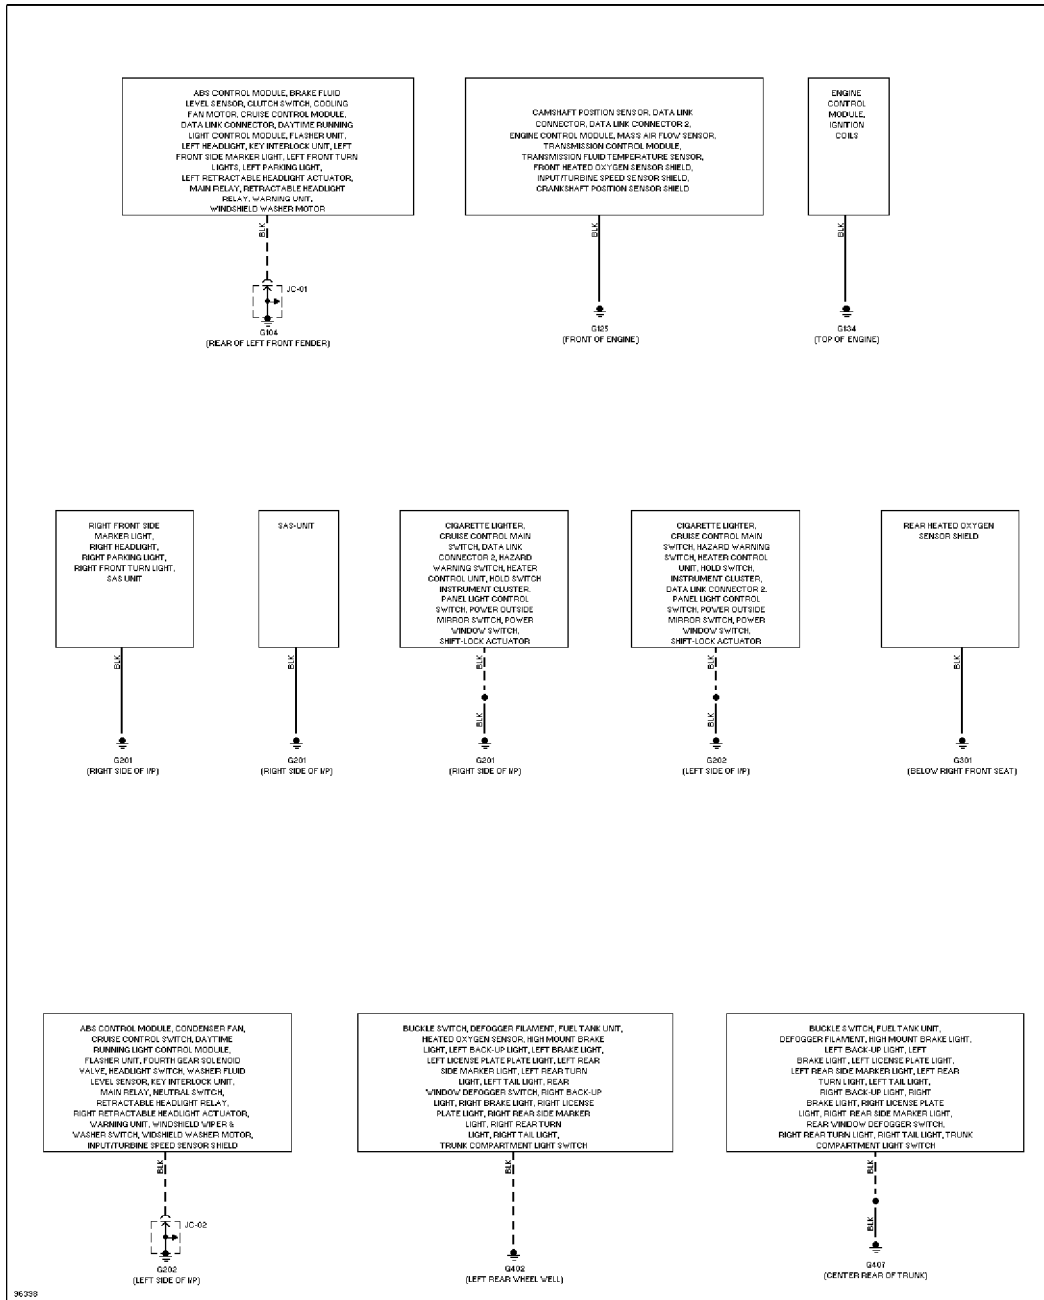 ABS CONTROL MODULE, BRAKE FLUID
LEVEL SENSOR, CLUTCH SWITCH, COOLING
FAN MOTOR, CRUISE CONTROL MODULE,
DATA LINK CONNECTOR, DAYTIME RUNNING
LIGHT CONTROL MODULE, FLASHER UNIT,
LEFT HEADLIGHT, KEY INTERLOCK UNIT, LEFT
FRONT SIDE MARKER LIGHT, LEFT FRONT TURN
LIGHTS, LEFT PARKING LIGHT,
LEFT RETRACTABLE HEADLIGHT ACTUATOR,
MAIN RELAY, RETRACTABLE HEADLIGHT
RELAY, WARNING UNIT,
WINDSHIELD WASHER MOTOR
BLK
JC-01
G104
(REAR OF LEFT FRONT FENDER)
CAMSHAFT POSITION SENSOR, DATA LINK
CONNECTOR, DATA LINK CONNECTOR 2,
ENGINE CONTROL MODULE, MASS AIR FLOW SENSOR,
TRANSMISSION CONTROL MODULE,
TRANSMISSION FLUID TEMPERATURE SENSOR,
FRONT HEATED OXYGEN SENSOR SHIELD,
INPUT/TURBINE SPEED SENSOR SHIELD,
CRANKSHAFT POSITION SENSOR SHIELD
BLK
G125
(FRONT OF ENGINE)
ENGINE
CONTROL
MODULE,
IGNITION
COILS
BLK
G134
(TOP OF ENGINE)
RIGHT FRONT SIDE
MARKER LIGHT,
RIGHT HEADLIGHT,
RIGHT PARKING LIGHT,
RIGHT FRONT TURN LIGHT,
SAS UNIT
BLK
G201
(RIGHT SIDE OF I/P)
SAS-UNIT
BLK
G201
(RIGHT SIDE OF I/P)
CIGARETTE LIGHTER,
CRUISE CONTROL MAIN
SWITCH, DATA LINK
CONNECTOR 2, HAZARD
WARNING SWITCH, HEATER
CONTROL UNIT, HOLD SWITCH
INSTRUMENT CLUSTER,
PANEL LIGHT CONTROL
SWITCH, POWER OUTSIDE
MIRROR SWITCH, POWER
WINDOW SWITCH,
SHIFT-LOCK ACTUATOR
BLK
BLK
G201
(RIGHT SIDE OF I/P)
CIGARETTE LIGHTER,
CRUISE CONTROL MAIN
SWITCH, HAZARD WARNING
SWITCH, HEATER CONTROL
UNIT, HOLD SWITCH,
INSTRUMENT CLUSTER,
DATA LINK CONNECTOR 2,
PANEL LIGHT CONTROL
SWITCH, POWER OUTSIDE
MIRROR SWITCH, POWER
WINDOW SWITCH,
SHIFT-LOCK ACTUATOR
BLK
BLK
G202
(LEFT SIDE OF I/P)
REAR HEATED OXYGEN
SENSOR SHIELD
BLK
G301
(BELOW RIGHT FRONT SEAT)
ABS CONTROL MODULE, CONDENSER FAN,
CRUISE CONTROL SWITCH, DAYTIME
RUNNING LIGHT CONTROL MODULE,
FLASHER UNIT, FOURTH GEAR SOLENOID
VALVE, HEADLIGHT SWITCH, WASHER FLUID
LEVEL SENSOR, KEY INTERLOCK UNIT,
MAIN RELAY, NEUTRAL SWITCH,
RETRACTABLE HEADLIGHT RELAY,
RIGHT RETRACTABLE HEADLIGHT ACTUATOR,
WARNING UNIT, WINDSHIELD WIPER &
WASHER SWITCH, WIDSHIELD WASHER MOTOR,
INPUT/TURBINE SPEED SENSOR SHIELD
BLK
JC-02
G202
(LEFT SIDE OF I/P)
BUCKLE SWITCH, DEFOGGER FILAMENT, FUEL TANK UNIT,
HEATED OXYGEN SENSOR, HIGH MOUNT BRAKE
LIGHT, LEFT BACK-UP LIGHT, LEFT BRAKE LIGHT,
LEFT LICENSE PLATE PLATE LIGHT, LEFT REAR
SIDE MARKER LIGHT, LEFT REAR TURN
LIGHT, LEFT TAIL LIGHT, REAR
WINDOW DEFOGGER SWITCH, RIGHT BACK-UP
LIGHT, RIGHT BRAKE LIGHT, RIGHT LICENSE
PLATE LIGHT, RIGHT REAR SIDE MARKER
LIGHT, RIGHT REAR TURN
LIGHT, RIGHT TAIL LIGHT,
TRUNK COMPARTMENT LIGHT SWITCH
BLK
G402
(LEFT REAR WHEEL WELL)
BUCKLE SWITCH, FUEL TANK UNIT,
DEFOGGER FILAMENT, HIGH MOUNT BRAKE LIGHT,
LEFT BACK-UP LIGHT, LEFT
BRAKE LIGHT, LEFT LICENSE PLATE LIGHT,
LEFT REAR SIDE MARKER LIGHT, LEFT REAR
TURN LIGHT, LEFT TAIL LIGHT,
RIGHT BACK-UP LIGHT, RIGHT
BRAKE LIGHT, RIGHT LICENSE PLATE
LIGHT, RIGHT REAR SIDE MARKER LIGHT,
REAR WINDOW DEFOGGER SWITCH,
RIGHT REAR TURN LIGHT, RIGHT TAIL LIGHT, TRUNK
COMPARTMENT LIGHT SWITCH
BLK
BLK
G407
(CENTER REAR OF TRUNK)
96398